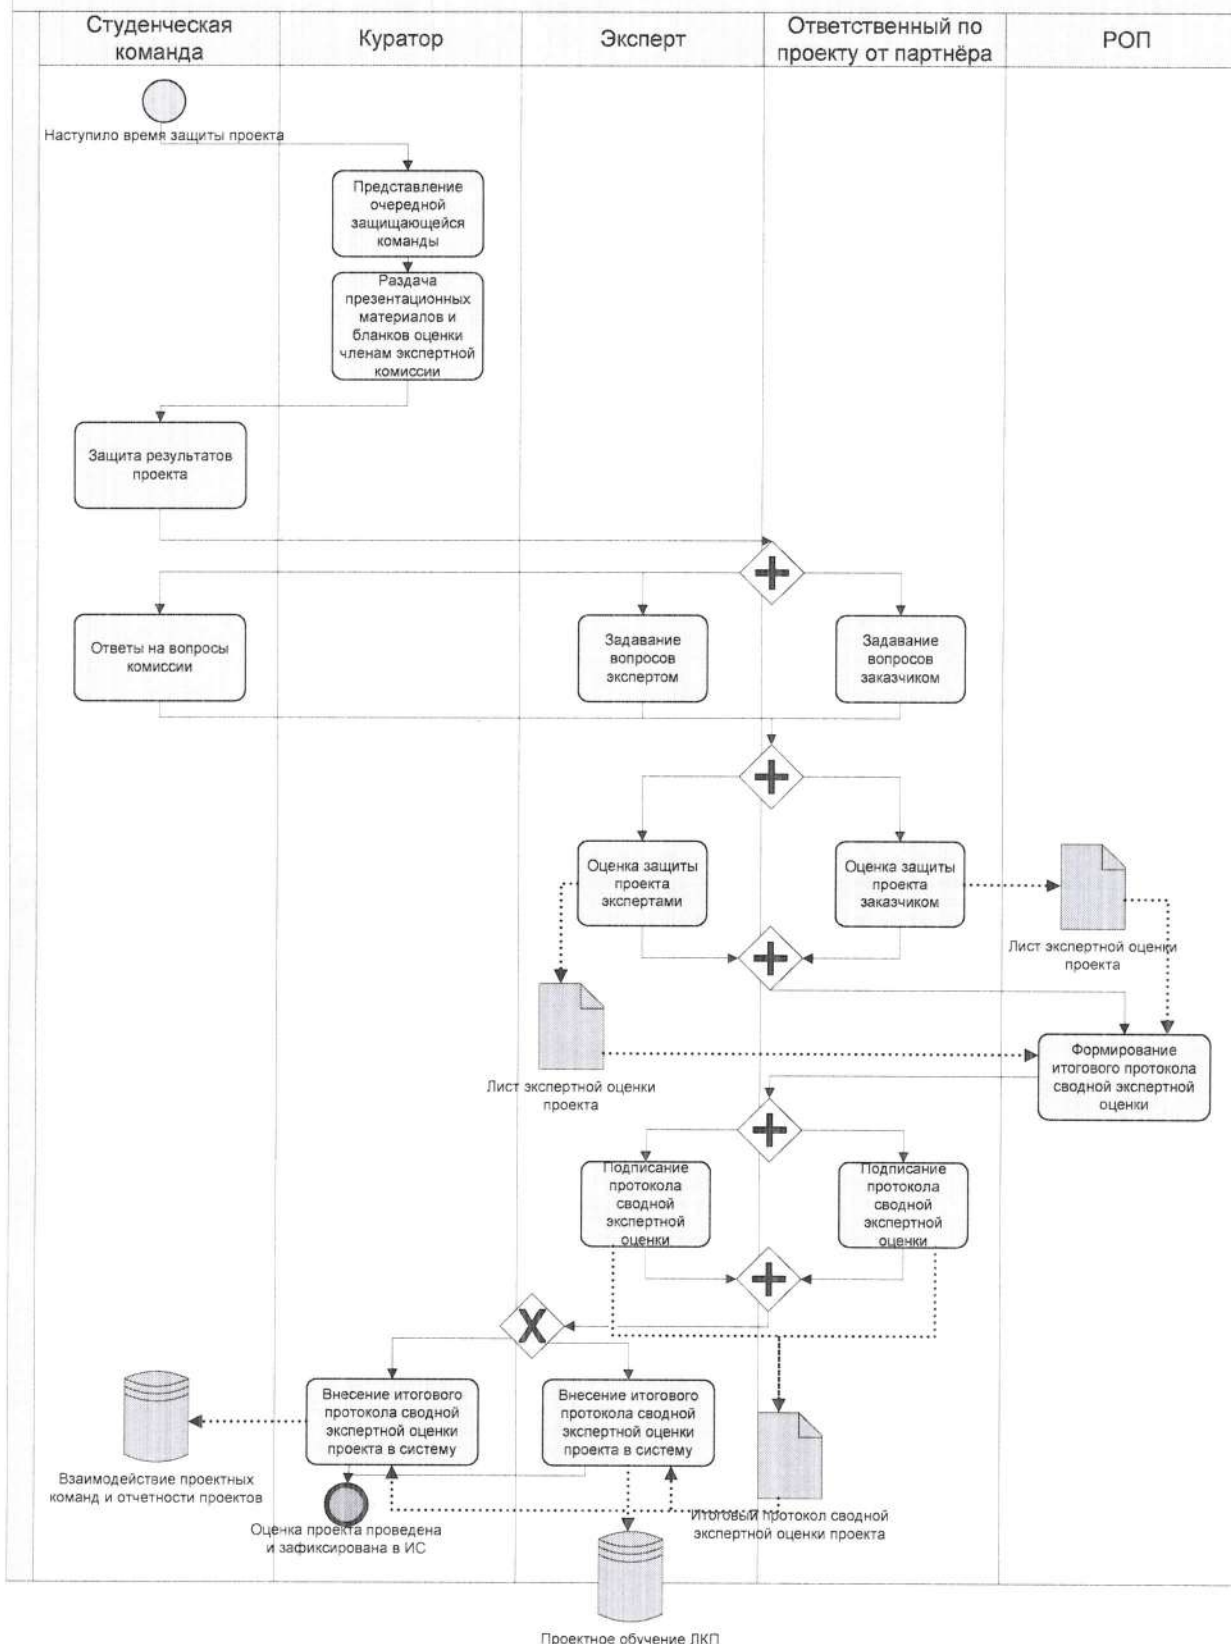 Студенческая
команда
Куратор
Эксперт
Ответственный по
проекту от партнёра
РОП
Наступило время защиты проекта
Представление
очередной
защищающейся
команды
Раздача
презентационных
материалов и
бланков оценки
членам экспертной
комиссии
Защита результатов
проекта
Ответы на вопросы
комиссии
Задавание
вопросов
экспертом
Задавание
вопросов
заказчиком
Оценка защиты
проекта
экспертами
Оценка защиты
проекта
заказчиком
Лист экспертной оценки
проекта
Лист экспертной оценки
проекта
Формирование
итогового протокола
сводной экспертной
оценки
Подписание
протокола
сводной
экспертной
оценки
Подписание
протокола
сводной
экспертной
оценки
Внесение итогового
протокола сводной
экспертной оценки
проекта в систему
Внесение итогового
протокола сводной
экспертной оценки
проекта в систему
Взаимодействие проектных
команд и отчетности проектов
Оценка проекта проведена
и зафиксирована в ИС
Итоговый протокол сводной
экспертной оценки проекта
Проектное обучение ЛКП